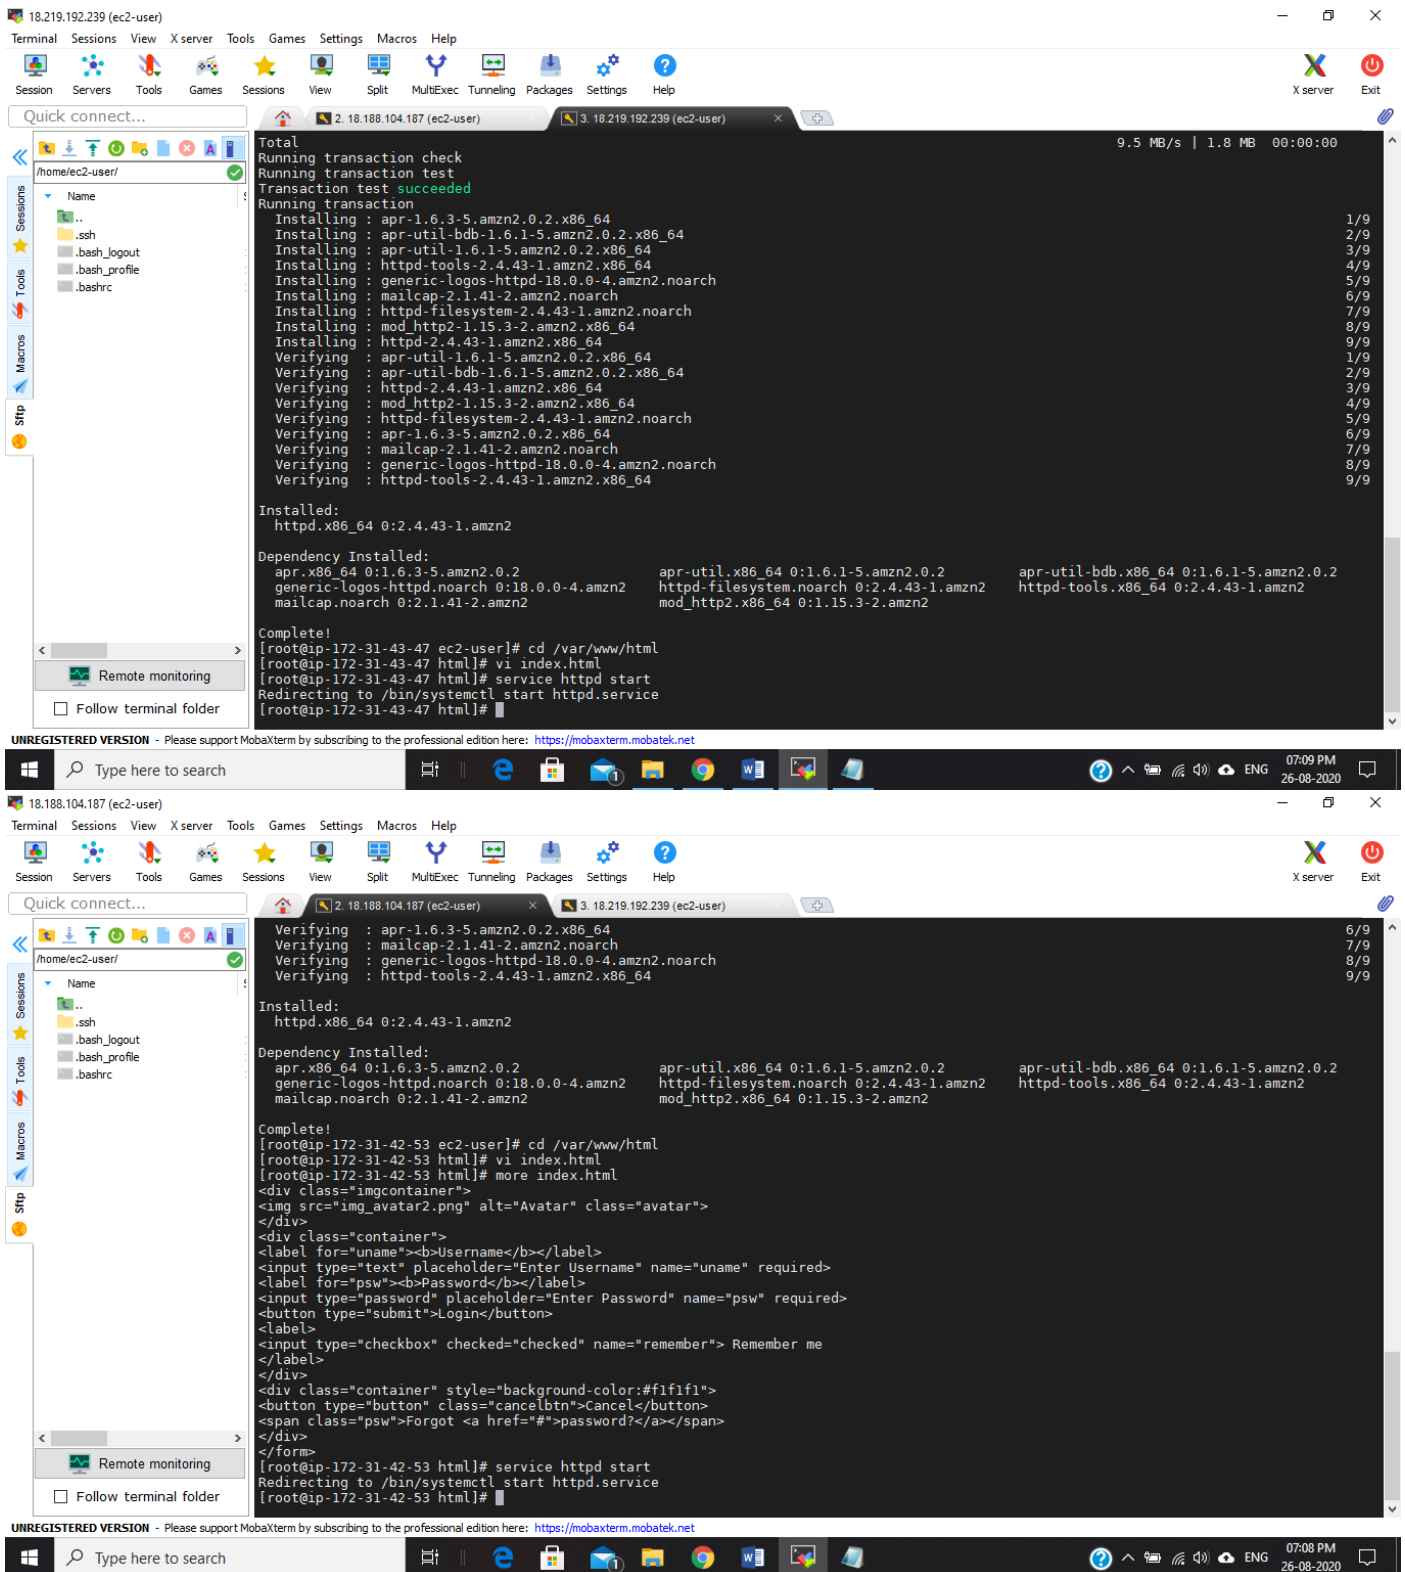 18.219.192.239 (ec2-user)
Terminal Sessions View X server Tools Games Settings Macros Help
Session Servers Tools Games Sessions View Split MultiExec Tunneling Packages Settings Help X server Exit
Quick connect...
2. 18.188.104.187 (ec2-user)
3. 18.219.192.239 (ec2-user)
/home/ec2-user/
Name
..
.ssh
.bash_logout
.bash_profile
.bashrc
Sessions
Tools
Macros
Sftp
Total 9.5 MB/s | 1.8 MB 00:00:00
Running transaction check
Running transaction test
Transaction test succeeded
Running transaction
Installing : apr-1.6.3-5.amzn2.0.2.x86_64 1/9
Installing : apr-util-bdb-1.6.1-5.amzn2.0.2.x86_64 2/9
Installing : apr-util-1.6.1-5.amzn2.0.2.x86_64 3/9
Installing : httpd-tools-2.4.43-1.amzn2.x86_64 4/9
Installing : generic-logos-httpd-18.0.0-4.amzn2.noarch 5/9
Installing : mailcap-2.1.41-2.amzn2.noarch 6/9
Installing : httpd-filesystem-2.4.43-1.amzn2.noarch 7/9
Installing : mod_http2-1.15.3-2.amzn2.x86_64 8/9
Installing : httpd-2.4.43-1.amzn2.x86_64 9/9
Verifying : apr-util-1.6.1-5.amzn2.0.2.x86_64 1/9
Verifying : apr-util-bdb-1.6.1-5.amzn2.0.2.x86_64 2/9
Verifying : httpd-2.4.43-1.amzn2.x86_64 3/9
Verifying : mod_http2-1.15.3-2.amzn2.x86_64 4/9
Verifying : httpd-filesystem-2.4.43-1.amzn2.noarch 5/9
Verifying : apr-1.6.3-5.amzn2.0.2.x86_64 6/9
Verifying : mailcap-2.1.41-2.amzn2.noarch 7/9
Verifying : generic-logos-httpd-18.0.0-4.amzn2.noarch 8/9
Verifying : httpd-tools-2.4.43-1.amzn2.x86_64 9/9
Installed:
httpd.x86_64 0:2.4.43-1.amzn2
Dependency Installed:
apr.x86_64 0:1.6.3-5.amzn2.0.2 apr-util.x86_64 0:1.6.1-5.amzn2.0.2 apr-util-bdb.x86_64 0:1.6.1-5.amzn2.0.2
generic-logos-httpd.noarch 0:18.0.0-4.amzn2 httpd-filesystem.noarch 0:2.4.43-1.amzn2 httpd-tools.x86_64 0:2.4.43-1.amzn2
mailcap.noarch 0:2.1.41-2.amzn2 mod_http2.x86_64 0:1.15.3-2.amzn2
Complete!
[root@ip-172-31-43-47 ec2-user]# cd /var/www/html
[root@ip-172-31-43-47 html]# vi index.html
[root@ip-172-31-43-47 html]# service httpd start
Redirecting to /bin/systemctl start httpd.service
[root@ip-172-31-43-47 html]#
Remote monitoring
Follow terminal folder
UNREGISTERED VERSION - Please support MobaXterm by subscribing to the professional edition here: https://mobaxterm.mobatek.net
Type here to search
1
ENG
07:09 PM
26-08-2020
18.188.104.187 (ec2-user)
Terminal Sessions View X server Tools Games Settings Macros Help
Session Servers Tools Games Sessions View Split MultiExec Tunneling Packages Settings Help X server Exit
Quick connect...
2. 18.188.104.187 (ec2-user)
3. 18.219.192.239 (ec2-user)
/home/ec2-user/
Name
..
.ssh
.bash_logout
.bash_profile
.bashrc
Sessions
Tools
Macros
Sftp
Verifying : apr-1.6.3-5.amzn2.0.2.x86_64 6/9
Verifying : mailcap-2.1.41-2.amzn2.noarch 7/9
Verifying : generic-logos-httpd-18.0.0-4.amzn2.noarch 8/9
Verifying : httpd-tools-2.4.43-1.amzn2.x86_64 9/9
Installed:
httpd.x86_64 0:2.4.43-1.amzn2
Dependency Installed:
apr.x86_64 0:1.6.3-5.amzn2.0.2 apr-util.x86_64 0:1.6.1-5.amzn2.0.2 apr-util-bdb.x86_64 0:1.6.1-5.amzn2.0.2
generic-logos-httpd.noarch 0:18.0.0-4.amzn2 httpd-filesystem.noarch 0:2.4.43-1.amzn2 httpd-tools.x86_64 0:2.4.43-1.amzn2
mailcap.noarch 0:2.1.41-2.amzn2 mod_http2.x86_64 0:1.15.3-2.amzn2
Complete!
[root@ip-172-31-42-53 ec2-user]# cd /var/www/html
[root@ip-172-31-42-53 html]# vi index.html
[root@ip-172-31-42-53 html]# more index.html
<div class="imgcontainer">
<img src="img_avatar2.png" alt="Avatar" class="avatar">
</div>
<div class="container">
<label for="uname"><b>Username</b></label>
<input type="text" placeholder="Enter Username" name="uname" required>
<label for="psw"><b>Password</b></label>
<input type="password" placeholder="Enter Password" name="psw" required>
<button type="submit">Login</button>
<label>
<input type="checkbox" checked="checked" name="remember"> Remember me
</label>
</div>
<div class="container" style="background-color:#f1f1f1">
<button type="button" class="cancelbtn">Cancel</button>
<span class="psw">Forgot <a href="#">password?</a></span>
</div>
</form>
[root@ip-172-31-42-53 html]# service httpd start
Redirecting to /bin/systemctl start httpd.service
[root@ip-172-31-42-53 html]#
Remote monitoring
Follow terminal folder
UNREGISTERED VERSION - Please support MobaXterm by subscribing to the professional edition here: https://mobaxterm.mobatek.net
Type here to search
1
ENG
07:08 PM
26-08-2020